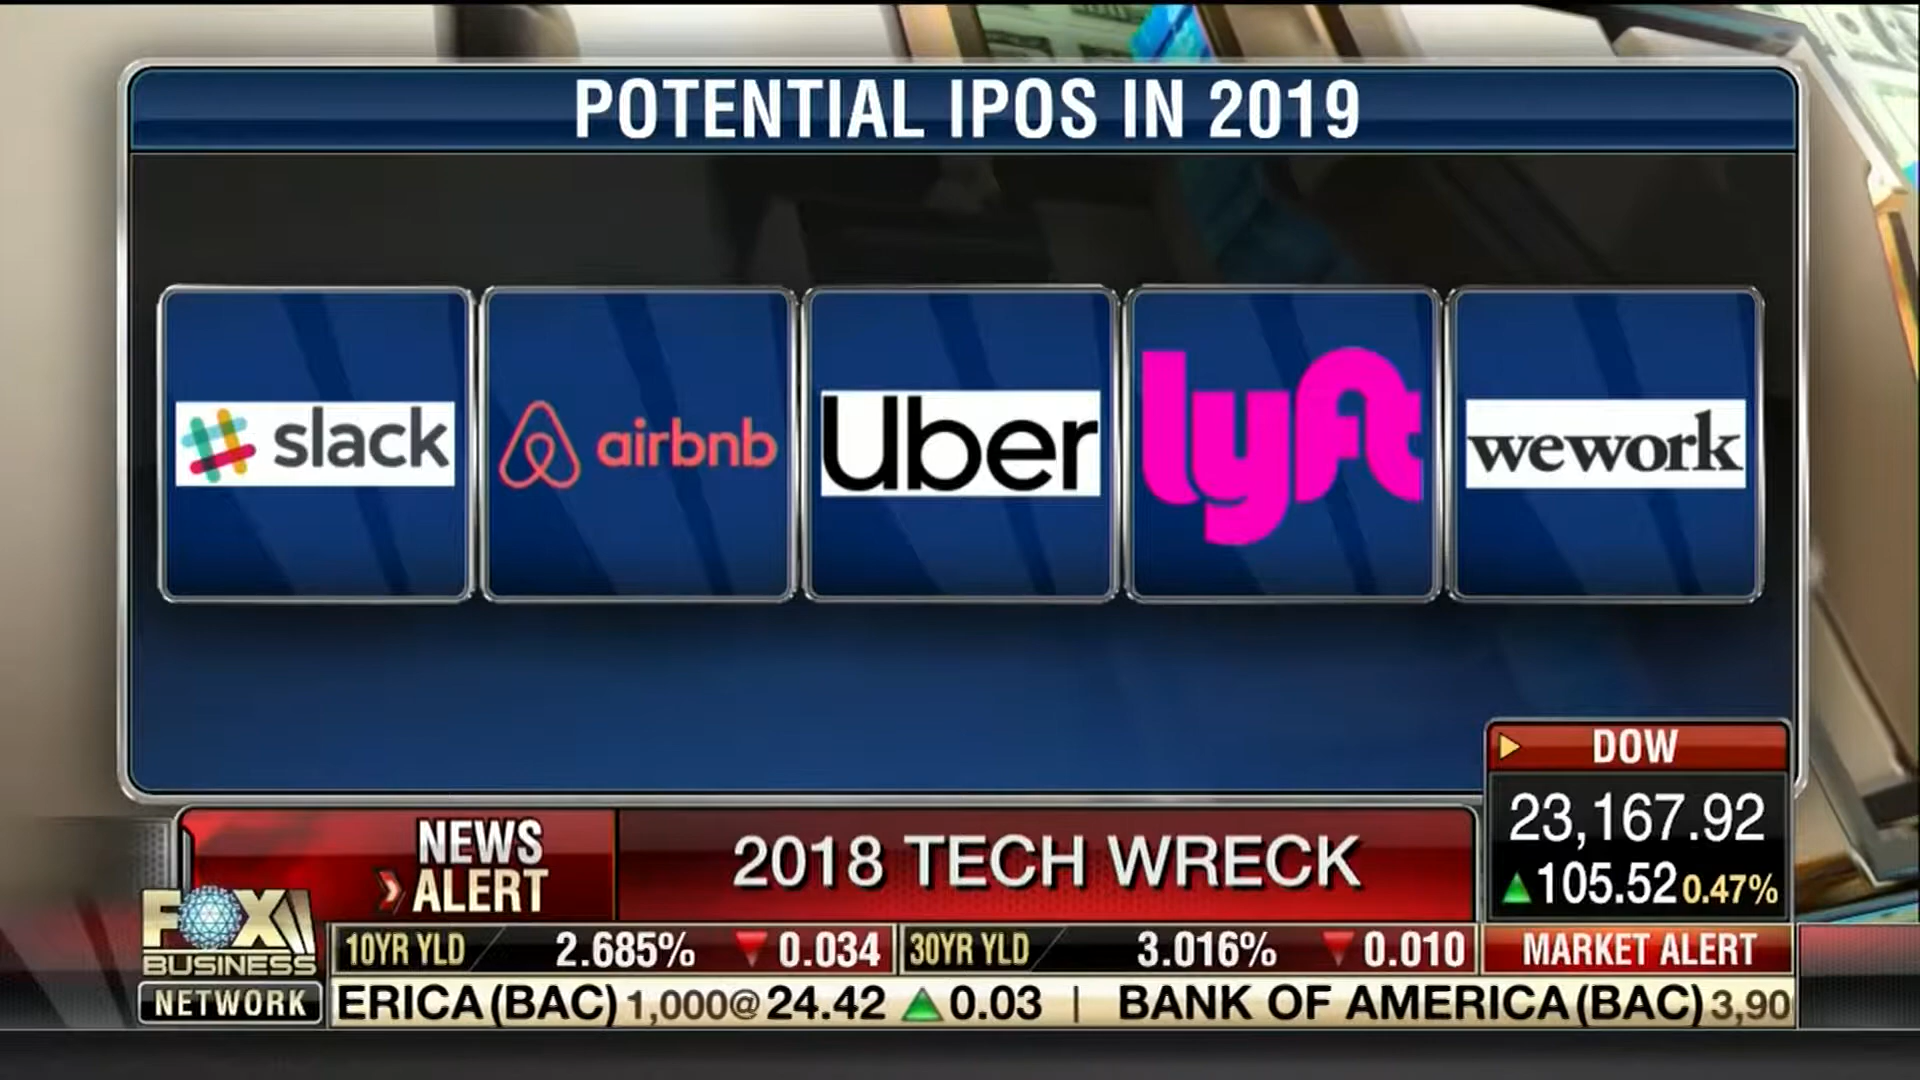 POTENTIAL IPOS IN 2019
slack
airbnb
Uber
lyft
wework
DOW
23,167.92
105.52 0.47%
NEWS
ALERT
2018 TECH WRECK
FOX
BUSINESS
NETWORK
10YR YLD 2.685% 0.034 30YR YLD 3.016% 0.010
MARKET ALERT
ERICA (BAC) 1,000@ 24.42 0.03 | BANK OF AMERICA (BAC) 3,90